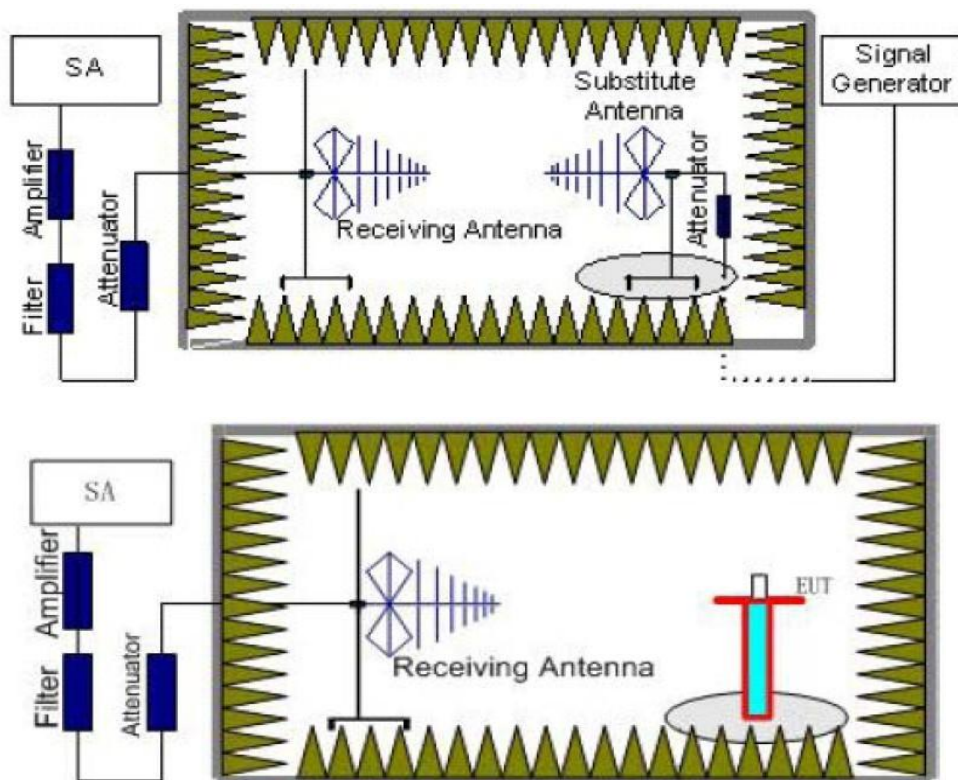 SA
Signal
Generator
Substitute
Antenna
Amplifier
Attenuator
Receiving Antenna
Attenuator
Filter
SA
Amplifier
EUT
Receiving Antenna
Filter
Attenuator